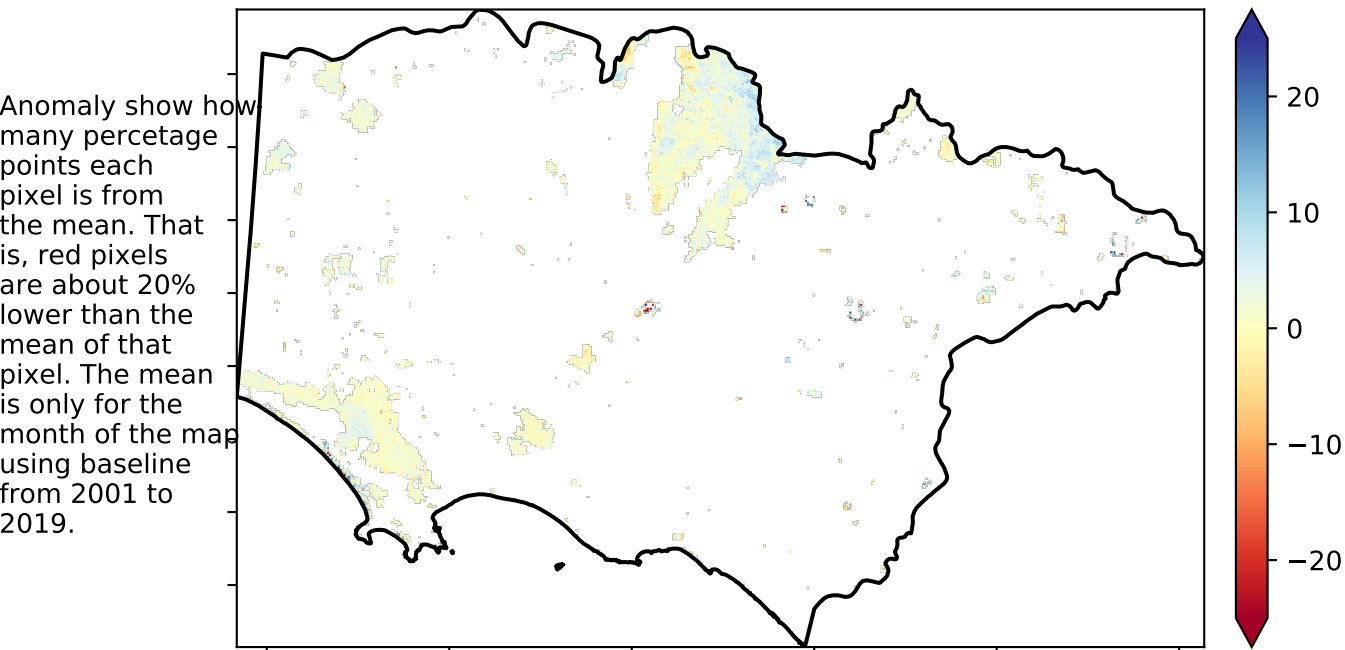 Anomaly show how
many percetage
points each
pixel is from
the mean. That
is, red pixels
are about 20%
lower than the
mean of that
pixel. The mean
is only for the
month of the map
using baseline
from 2001 to
2019.
20
10
0
−10
−20